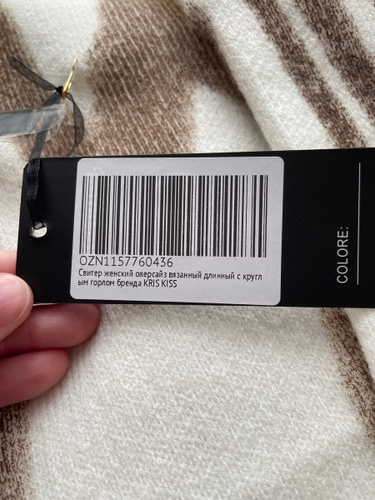 OZN1157760436
Свитер женский оверсайз вязанный длинный с кругл
ым горлом бренда KRIS KISS
COLORE: